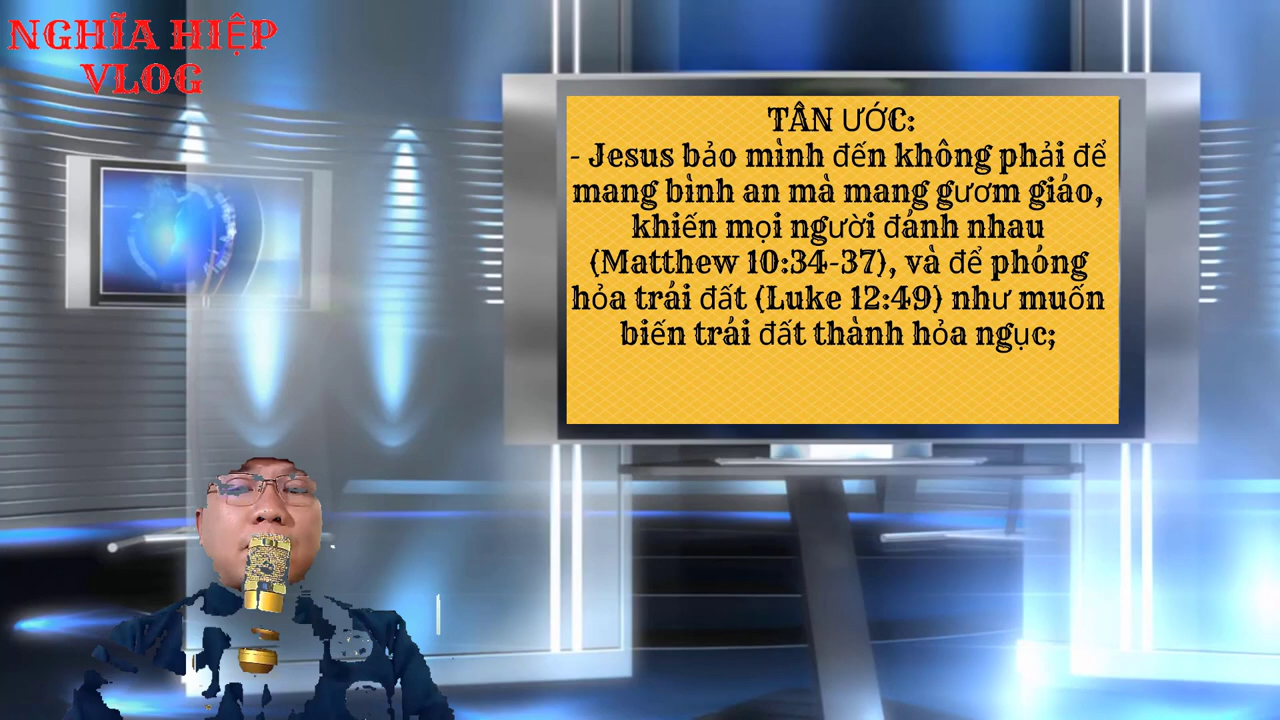 NGHĨA HIỆP
VLOG
TÂN ƯỚC:
- Jesus bảo mình đến không phải để
mang bình an mà mang gươm giáo,
khiến mọi người đánh nhau
(Matthew 10:34-37), và để phóng
hỏa trái đất (Luke 12:49) như muốn
biến trái đất thành hỏa ngục;